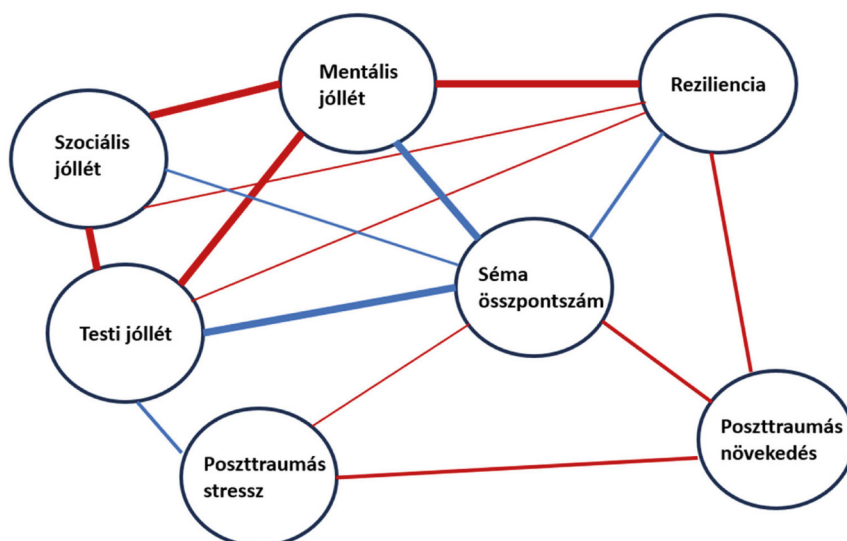 Mentális
jóllét
Reziliencia
Szociális
jóllét
Séma
összpontszám
Testi jóllét
Poszttraumás
növekedés
Poszttraumás
stressz